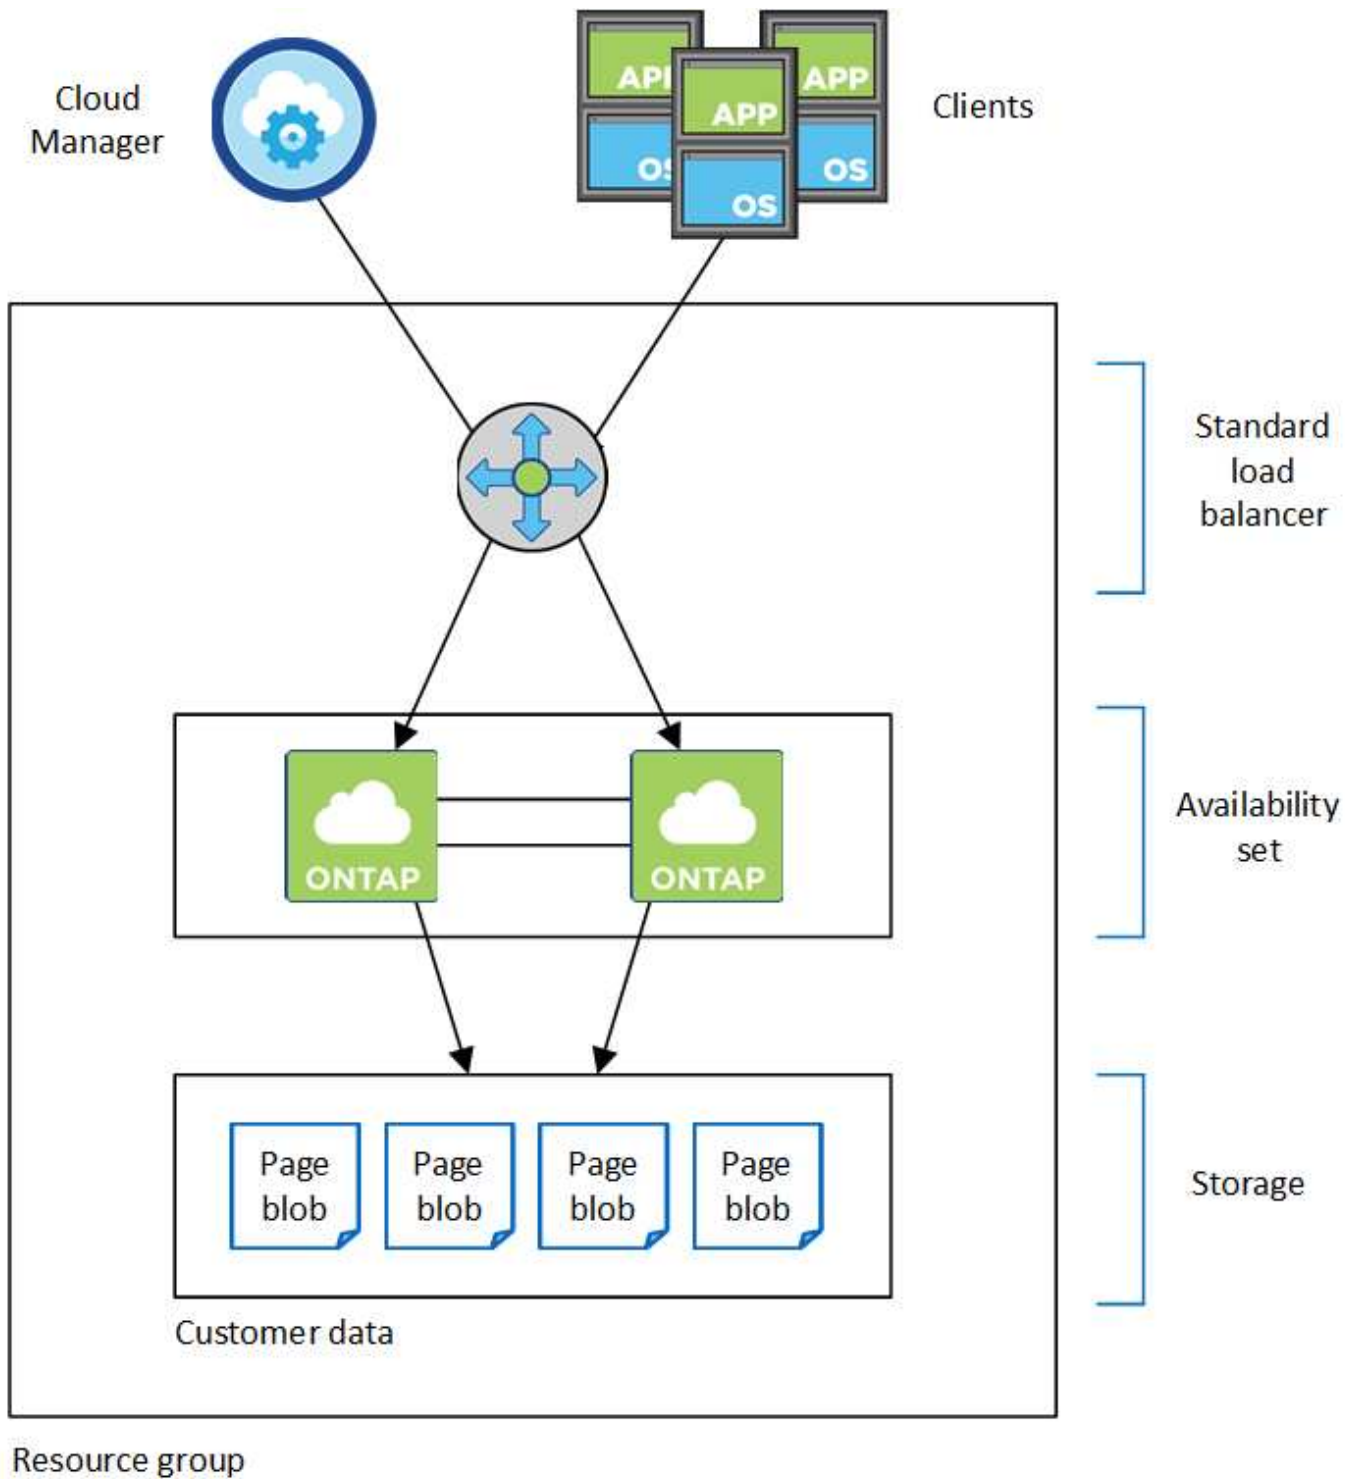 Cloud
Manager
APP
OS
APP
OS
APP
OS
Clients
Standard
load
balancer
ONTAP
ONTAP
Availability
set
Page
blob
Page
blob
Page
blob
Page
blob
Storage
Customer data
Resource group